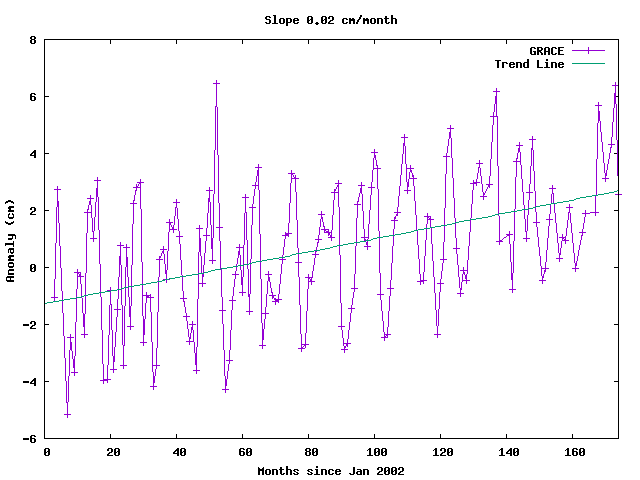 Slope 0.02 cm/month
GRACE
Trend Line
8
6
4
2
0
-2
-4
-6
Anomaly (cm)
0 20 40 60 80 100 120 140 160
Months since Jan 2002